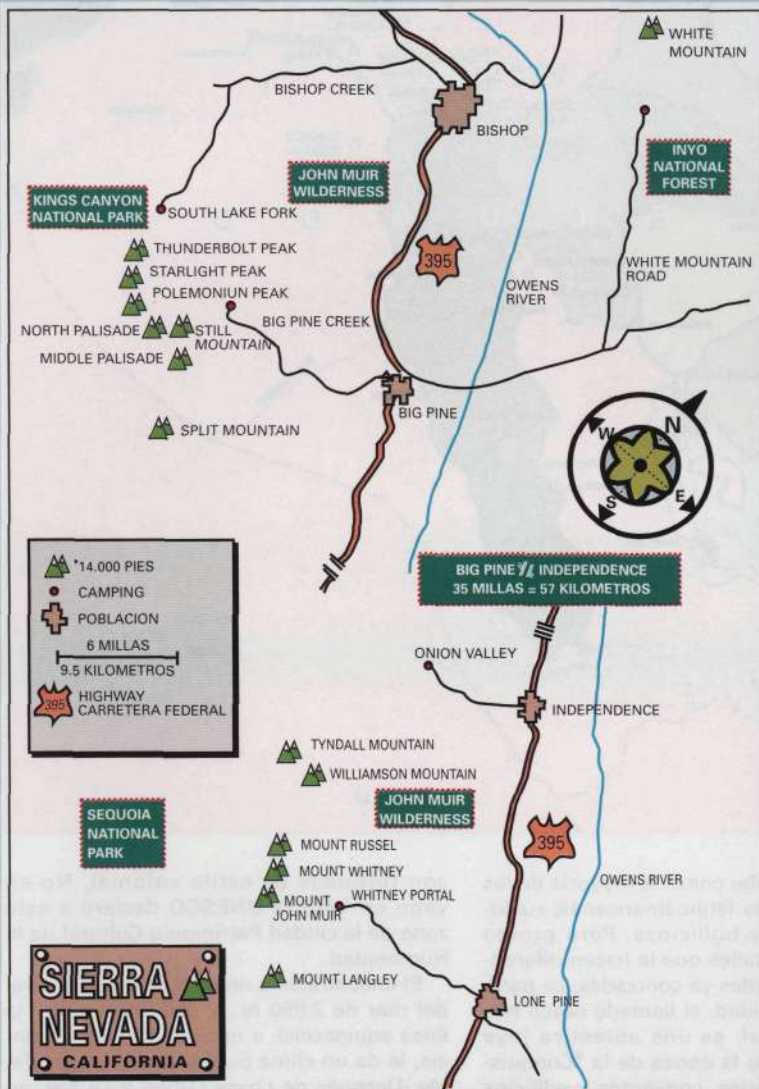 WHITE
MOUNTAIN
BISHOP CREEK
BISHOP
INYO
NATIONAL
FOREST
JOHN MUIR
WILDERNESS
KINGS CANYON
NATIONAL PARK
SOUTH LAKE FORK
THUNDERBOLT PEAK
STARLIGHT PEAK
POLEMONIUN PEAK
395
OWENS
RIVER
WHITE MOUNTAIN
ROAD
NORTH PALISADE
STILL
MOUNTAIN
BIG PINE CREEK
MIDDLE PALISADE
BIG PINE
SPLIT MOUNTAIN
N
W
S
E
*14.000 PIES
CAMPING
POBLACION
6 MILLAS
9.5 KILOMETROS
395
HIGHWAY
CARRETERA FEDERAL
BIG PINE INDEPENDENCE
35 MILLAS = 57 KILOMETROS
ONION VALLEY
INDEPENDENCE
TYNDALL MOUNTAIN
WILLIAMSON MOUNTAIN
JOHN MUIR
WILDERNESS
SEQUOIA
NATIONAL
PARK
395
MOUNT RUSSEL
MOUNT WHITNEY
MOUNT
JOHN MUIR
WHITNEY PORTAL
OWENS RIVER
MOUNT LANGLEY
LONE PINE
SIERRA
NEVADA
CALIFORNIA